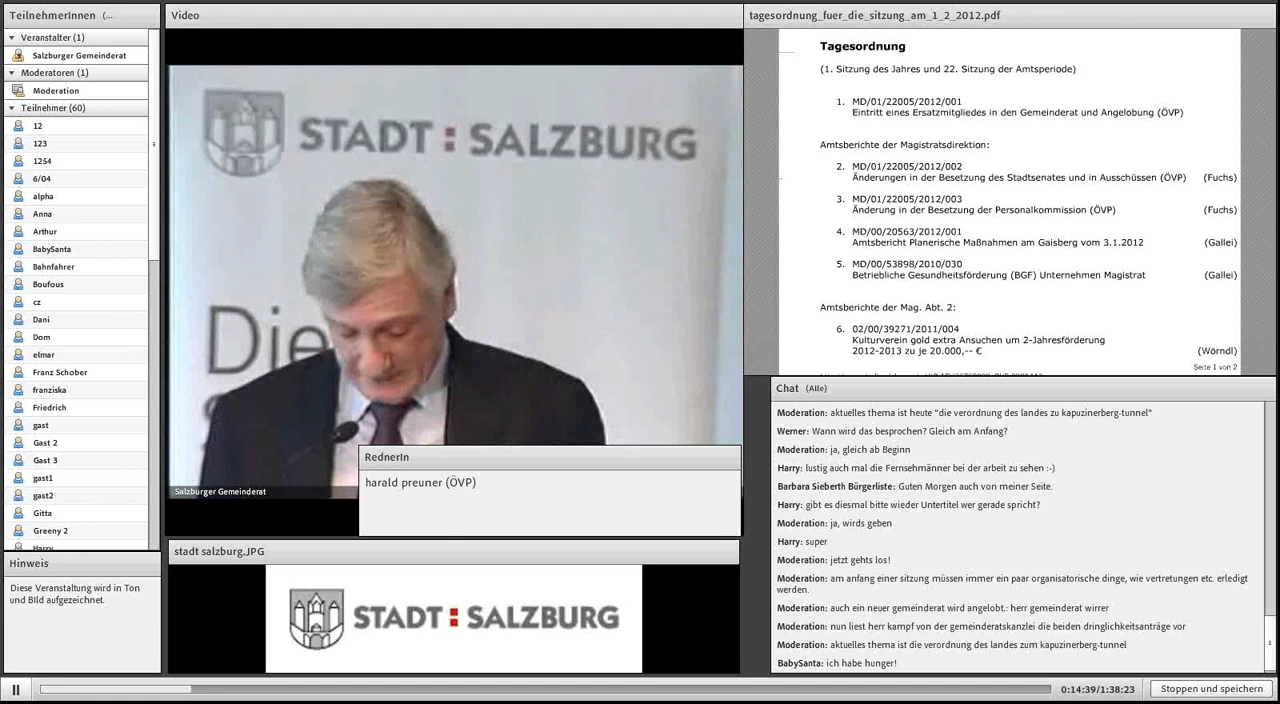 TeilnehmerInnen (...
Veranstalter (1)
Salzburger Gemeinderat
Moderatoren (1)
Moderation
Teilnehmer (60)
12
123
1254
6/04
alpha
Anna
Arthur
BabySanta
Bahnfahrer
Boufous
cz
Dani
Dom
elmar
Franz Schober
franziska
Friedrich
gast
Gast 2
Gast 3
gast1
gast2
Gitta
Greeny 2
Harry
Hinweis
Diese Veranstaltung wird in Ton
und BIld aufgezeichnet.
Video
STADT : SALZBURG
Die
Salzburger Gemeinderat
RednerIn
harald preuner (ÖVP)
stadt salzburg.JPG
STADT : SALZBURG
tagesordnung_fuer_die_sitzung_am_1_2_2012.pdf
Tagesordnung
(1. Sitzung des Jahres und 22. Sitzung der Amtsperiode)
1. MD/01/22005/2012/001
Eintritt eines Ersatzmitgliedes in den Gemeinderat und Angelobung (ÖVP)
Amtsberichte der Magistratsdirektion:
2. MD/01/22005/2012/002
Änderungen in der Besetzung des Stadtsenates und in Ausschüssen (ÖVP) (Fuchs)
3. MD/01/22005/2012/003
Änderung in der Besetzung der Personalkommission (ÖVP) (Fuchs)
4. MD/00/20563/2012/001
Amtsbericht Planerische Maßnahmen am Gaisberg vom 3.1.2012 (Gallei)
5. MD/00/53898/2010/030
Betriebliche Gesundheitsförderung (BGF) Unternehmen Magistrat (Gallei)
Amtsberichte der Mag. Abt. 2:
6. 02/00/39271/2011/004
Kulturverein gold extra Ansuchen um 2-Jahresförderung
2012-2013 zu je 20.000,-- € (Wörndl)
Seite 1 von 2
Chat (Alle)
Moderation: aktuelles thema ist heute "die verordnung des landes zu kapuzinerberg-tunnel"
Werner: Wann wird das besprochen? Gleich am Anfang?
Moderation: ja, gleich ab Beginn
Harry: lustig auch mal die Fernsehmänner bei der arbeit zu sehen :-)
Barbara Sieberth Bürgerliste: Guten Morgen auch von meiner Seite.
Harry: gibt es diesmal bitte wieder Untertitel wer gerade spricht?
Moderation: ja, wirds geben
Harry: super
Moderation: jetzt gehts los!
Moderation: am anfang einer sitzung müssen immer ein paar organisatorische dinge, wie vertretungen etc. erledigt
werden.
Moderation: auch ein neuer gemeinderat wird angelobt.: herr gemeinderat wirrer
Moderation: nun liest herr kampf von der gemeinderatskanzlei die beiden dringlichkeitsanträge vor
Moderation: aktuelles thema ist die verordnung des landes zum kapuzinerberg-tunnel
BabySanta: ich habe hunger!
0:14:39/1:38:23
Stoppen und speichern